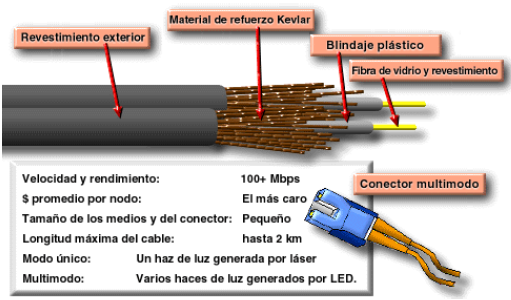 Material de refuerzo Kevlar
Revestimiento exterior
Blindaje plástico
Fibra de vidrio y revestimiento
Velocidad y rendimiento: 100+ Mbps
$ promedio por nodo: El más caro
Tamaño de los medios y del conector: Pequeño
Longitud máxima del cable: hasta 2 km
Modo único: Un haz de luz generada por láser
Multimodo: Varios haces de luz generados por LED.
Conector multimodo